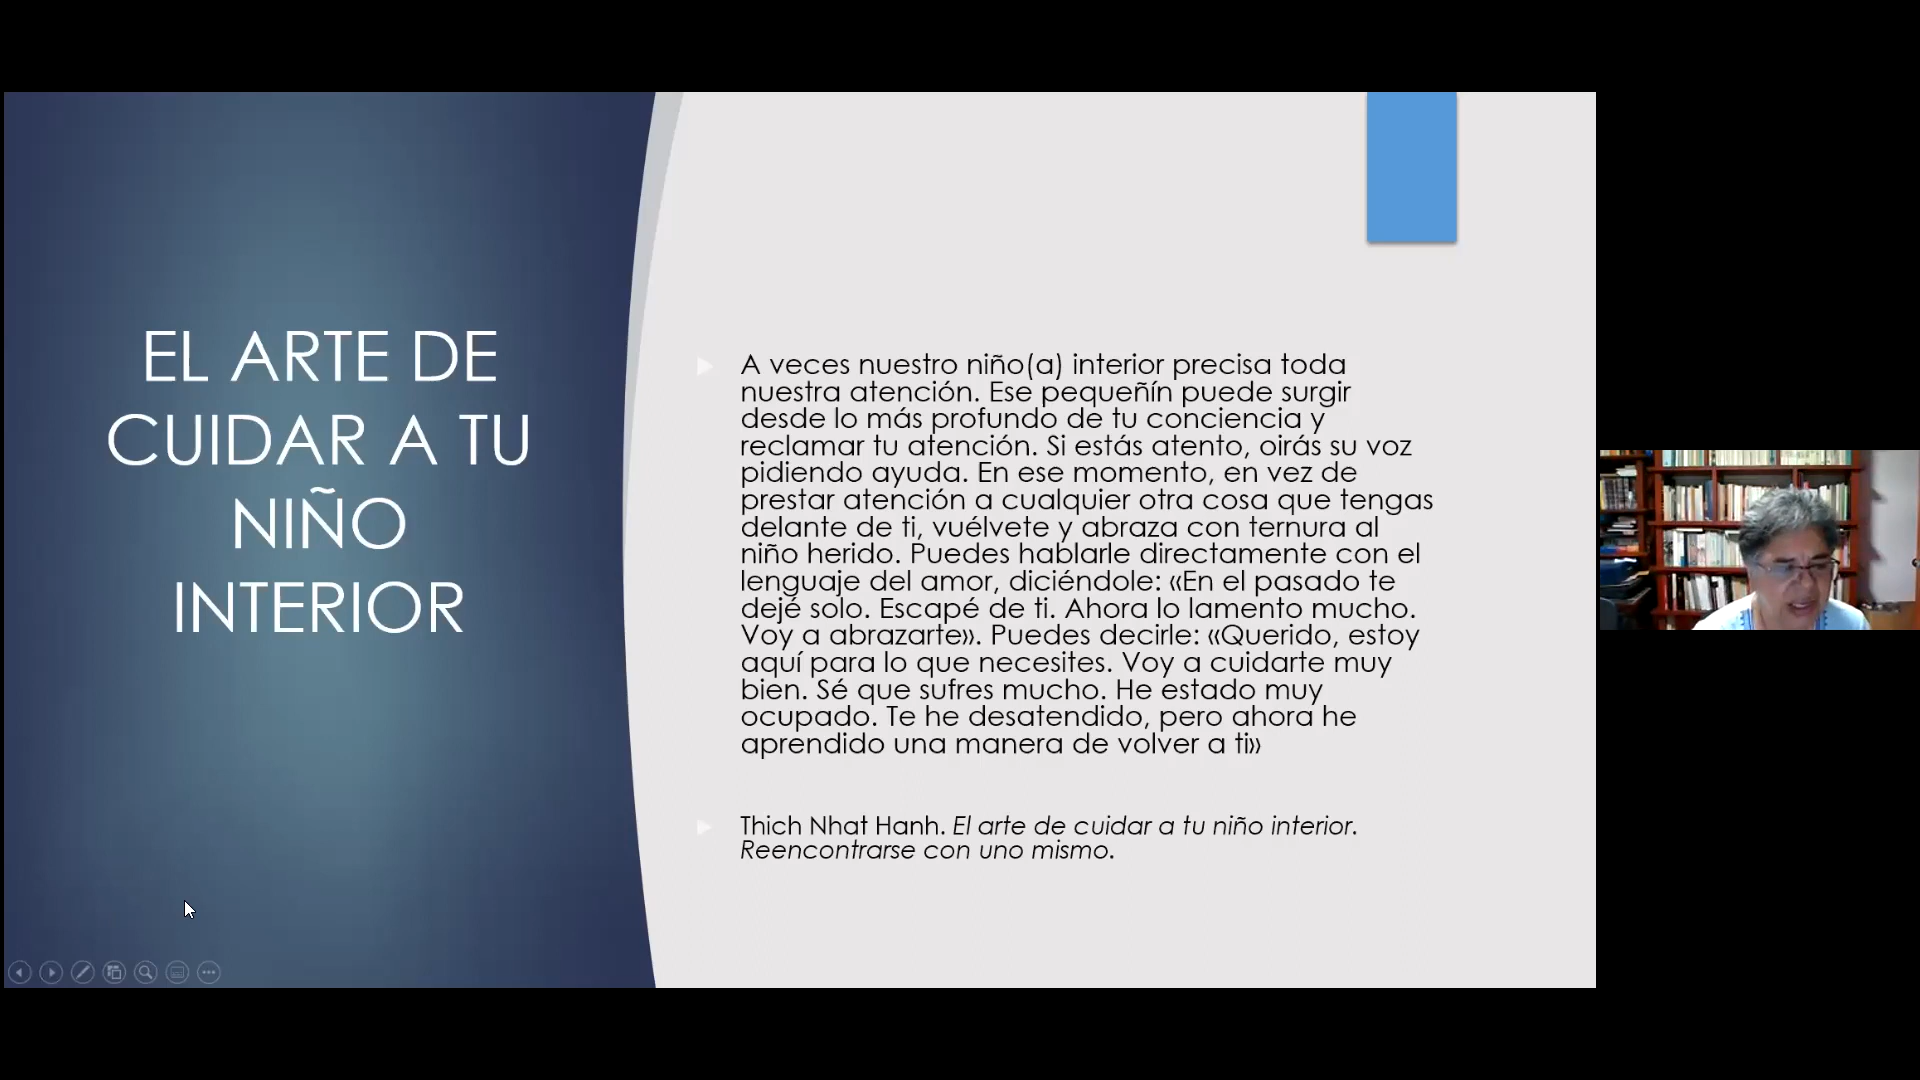 EL ARTE DE
CUIDAR A TU
NIÑO
INTERIOR
A veces nuestro niño(a) interior precisa toda
nuestra atención. Ese pequeñín puede surgir
desde lo más profundo de tu conciencia y
reclamar tu atención. Si estás atento, oirás su voz
pidiendo ayuda. En ese momento, en vez de
prestar atención a cualquier otra cosa que tengas
delante de ti, vuélvete y abraza con ternura al
niño herido. Puedes hablarle directamente con el
lenguaje del amor, diciéndole: «En el pasado te
dejé solo. Escapé de ti. Ahora lo lamento mucho.
Voy a abrazarte». Puedes decirle: «Querido, estoy
aquí para lo que necesites. Voy a cuidarte muy
bien. Sé que sufres mucho. He estado muy
ocupado. Te he desatendido, pero ahora he
aprendido una manera de volver a ti»
Thich Nhat Hanh. El arte de cuidar a tu niño interior.
Reencontrarse con uno mismo.